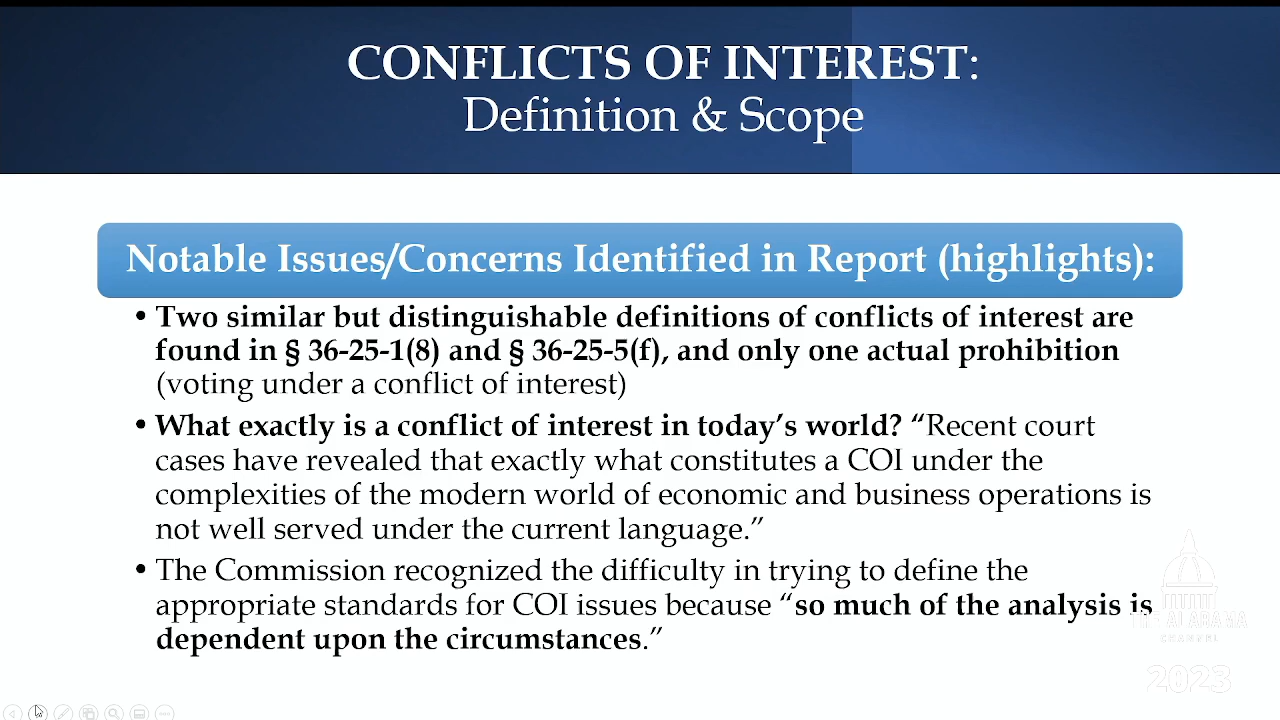 CONFLICTS OF INTEREST:
Definition & Scope
Notable Issues/Concerns Identified in Report (highlights):
• Two similar but distinguishable definitions of conflicts of interest are
found in § 36-25-1(8) and § 36-25-5(f), and only one actual prohibition
(voting under a conflict of interest)
• What exactly is a conflict of interest in today’s world? “Recent court
cases have revealed that exactly what constitutes a COI under the
complexities of the modern world of economic and business operations is
not well served under the current language.”
• The Commission recognized the difficulty in trying to define the
appropriate standards for COI issues because “so much of the analysis is
dependent upon the circumstances.”
THE ALABAMA
CHANNEL
2023